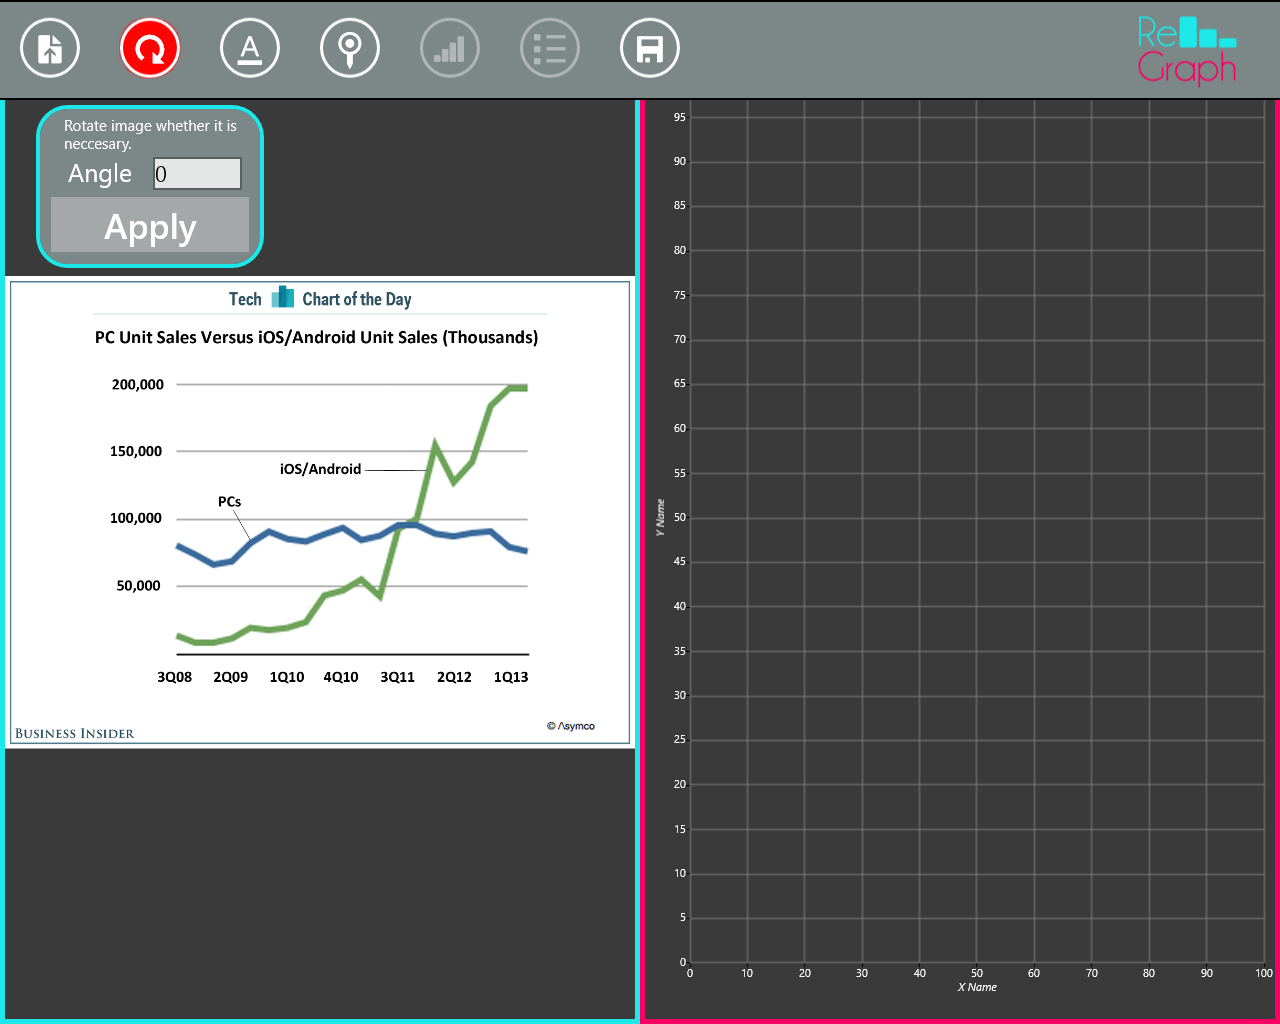 A
Re
Graph
Rotate image whether it is
neccesary.
Angle 0
Apply
Tech Chart of the Day
PC Unit Sales Versus iOS/Android Unit Sales (Thousands)
200,000
150,000
iOS/Android
PCs
100,000
50,000
3Q08 2Q09 1Q10 4Q10 3Q11 2Q12 1Q13
© Asymco
BUSINESS INSIDER
95
90
85
80
75
70
65
60
55
50
Y Name
45
40
35
30
25
20
15
10
5
0
0 10 20 30 40 50 60 70 80 90 100
X Name